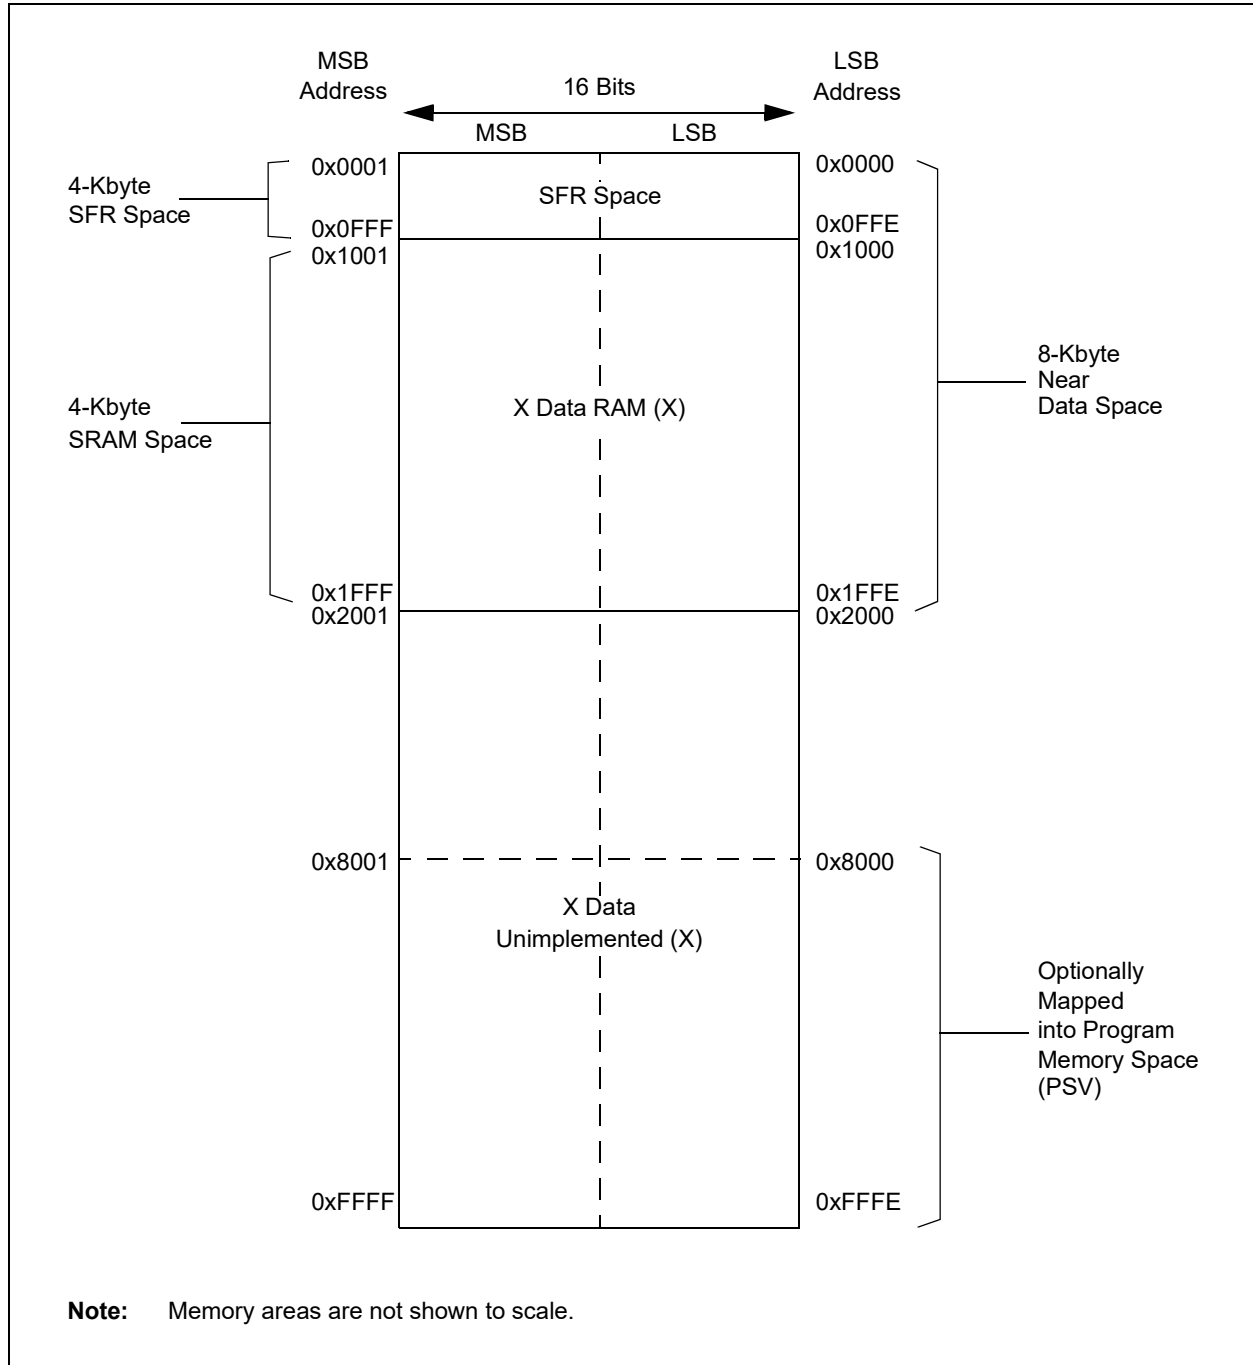 MSB
Address
16 Bits
LSB
Address
MSB
LSB
4-Kbyte
SFR Space
0x0001
0x0FFF
SFR Space
0x0000
0x0FFE
4-Kbyte
SRAM Space
0x1001
0x1FFF
X Data RAM (X)
0x1000
0x1FFE
8-Kbyte
Near
Data Space
0x2001
0x2000
0x8001
0x8000
X Data
Unimplemented (X)
Optionally
Mapped
into Program
Memory Space
(PSV)
0xFFFF
0xFFFE
Note: Memory areas are not shown to scale.